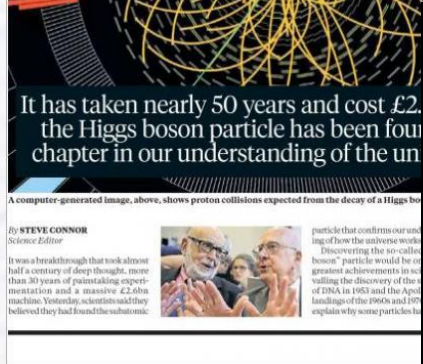 It has taken nearly 50 years and cost £2.
the Higgs boson particle has been fou
chapter in our understanding of the un
A computer-generated image, above, shows proton collisions expected from the decay of a Higgs bo
By STEVE CONNOR
Science Editor
It was a breakthrough that took almost
half a century of deep thought, more
than 30 years of painstaking experi-
mentation and a massive £2.6bn
machine. Yesterday, scientists said they
believed they had found the subatomic
particle that confirms our und
ing of how the universe works
Discovering the so-called
boson" particle would be o
greatest achievements in sci
valling the discovery of the s
of DNA in 1953 and the Apol
landings of the 1960s and 197
explain why some particles ha